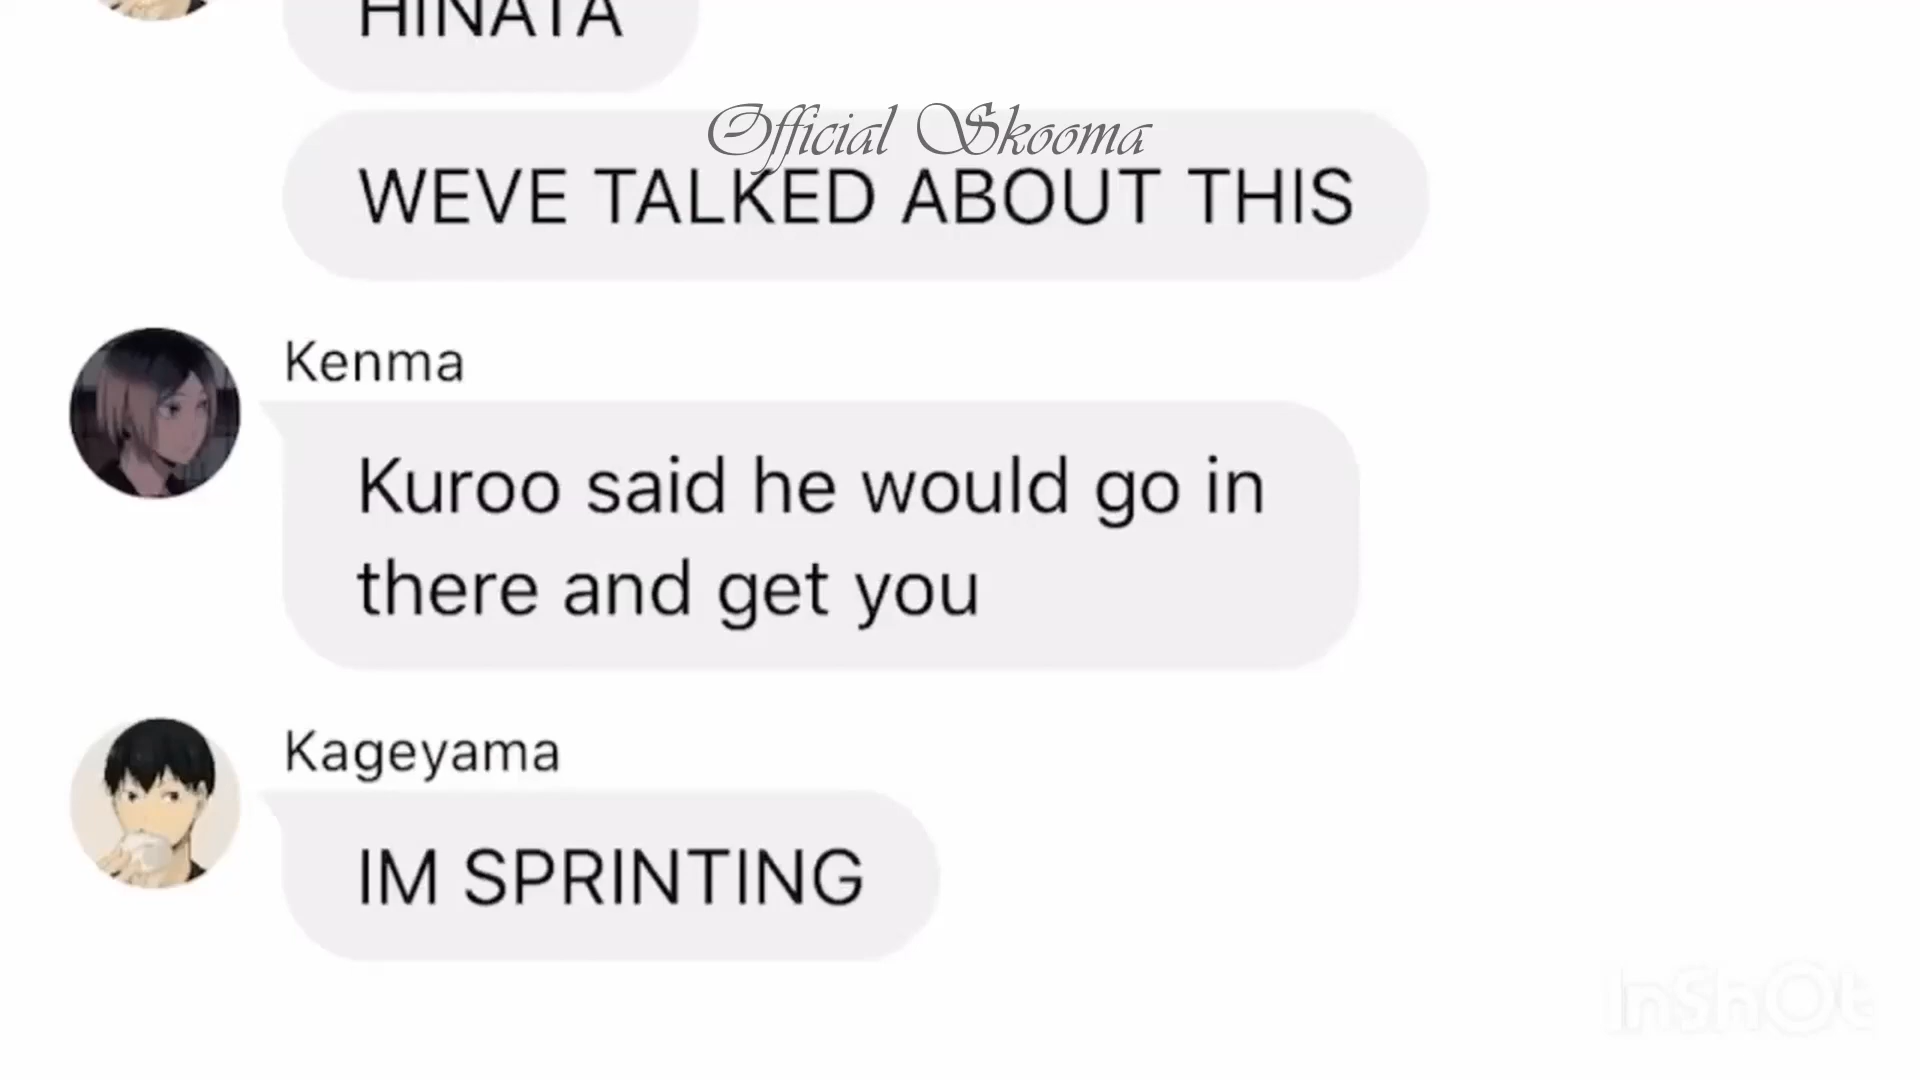 HINATA
Official Skooma
WEVE TALKED ABOUT THIS
Kenma
Kuroo said he would go in
there and get you
Kageyama
IM SPRINTING
InShOt